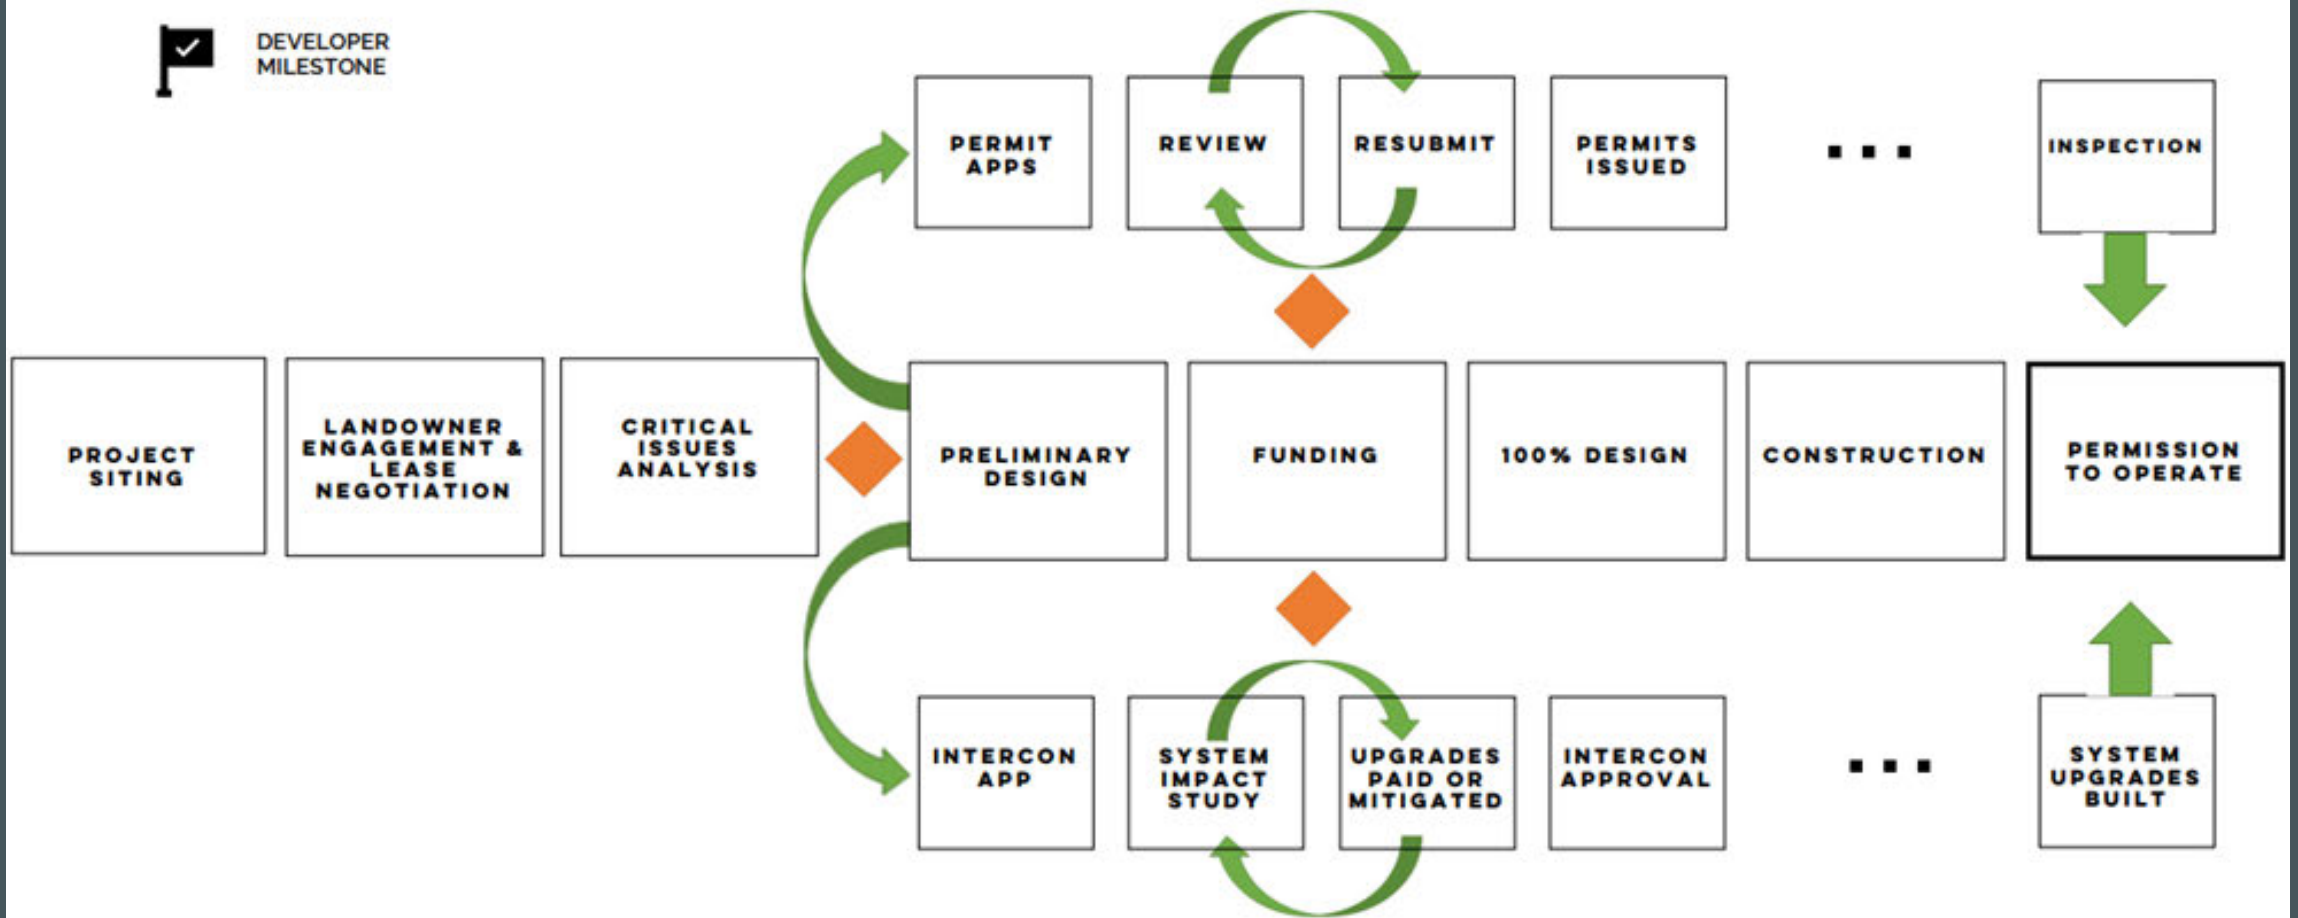 DEVELOPER
MILESTONE
PERMIT
APPS
REVIEW
RESUBMIT
PERMITS
ISSUED
...
INSPECTION
PROJECT
SITING
LANDOWNER
ENGAGEMENT &
LEASE
NEGOTIATION
CRITICAL
ISSUES
ANALYSIS
PRELIMINARY
DESIGN
FUNDING
100% DESIGN
CONSTRUCTION
PERMISSION
TO OPERATE
INTERCON
APP
SYSTEM
IMPACT
STUDY
UPGRADES
PAID OR
MITIGATED
INTERCON
APPROVAL
...
SYSTEM
UPGRADES
BUILT